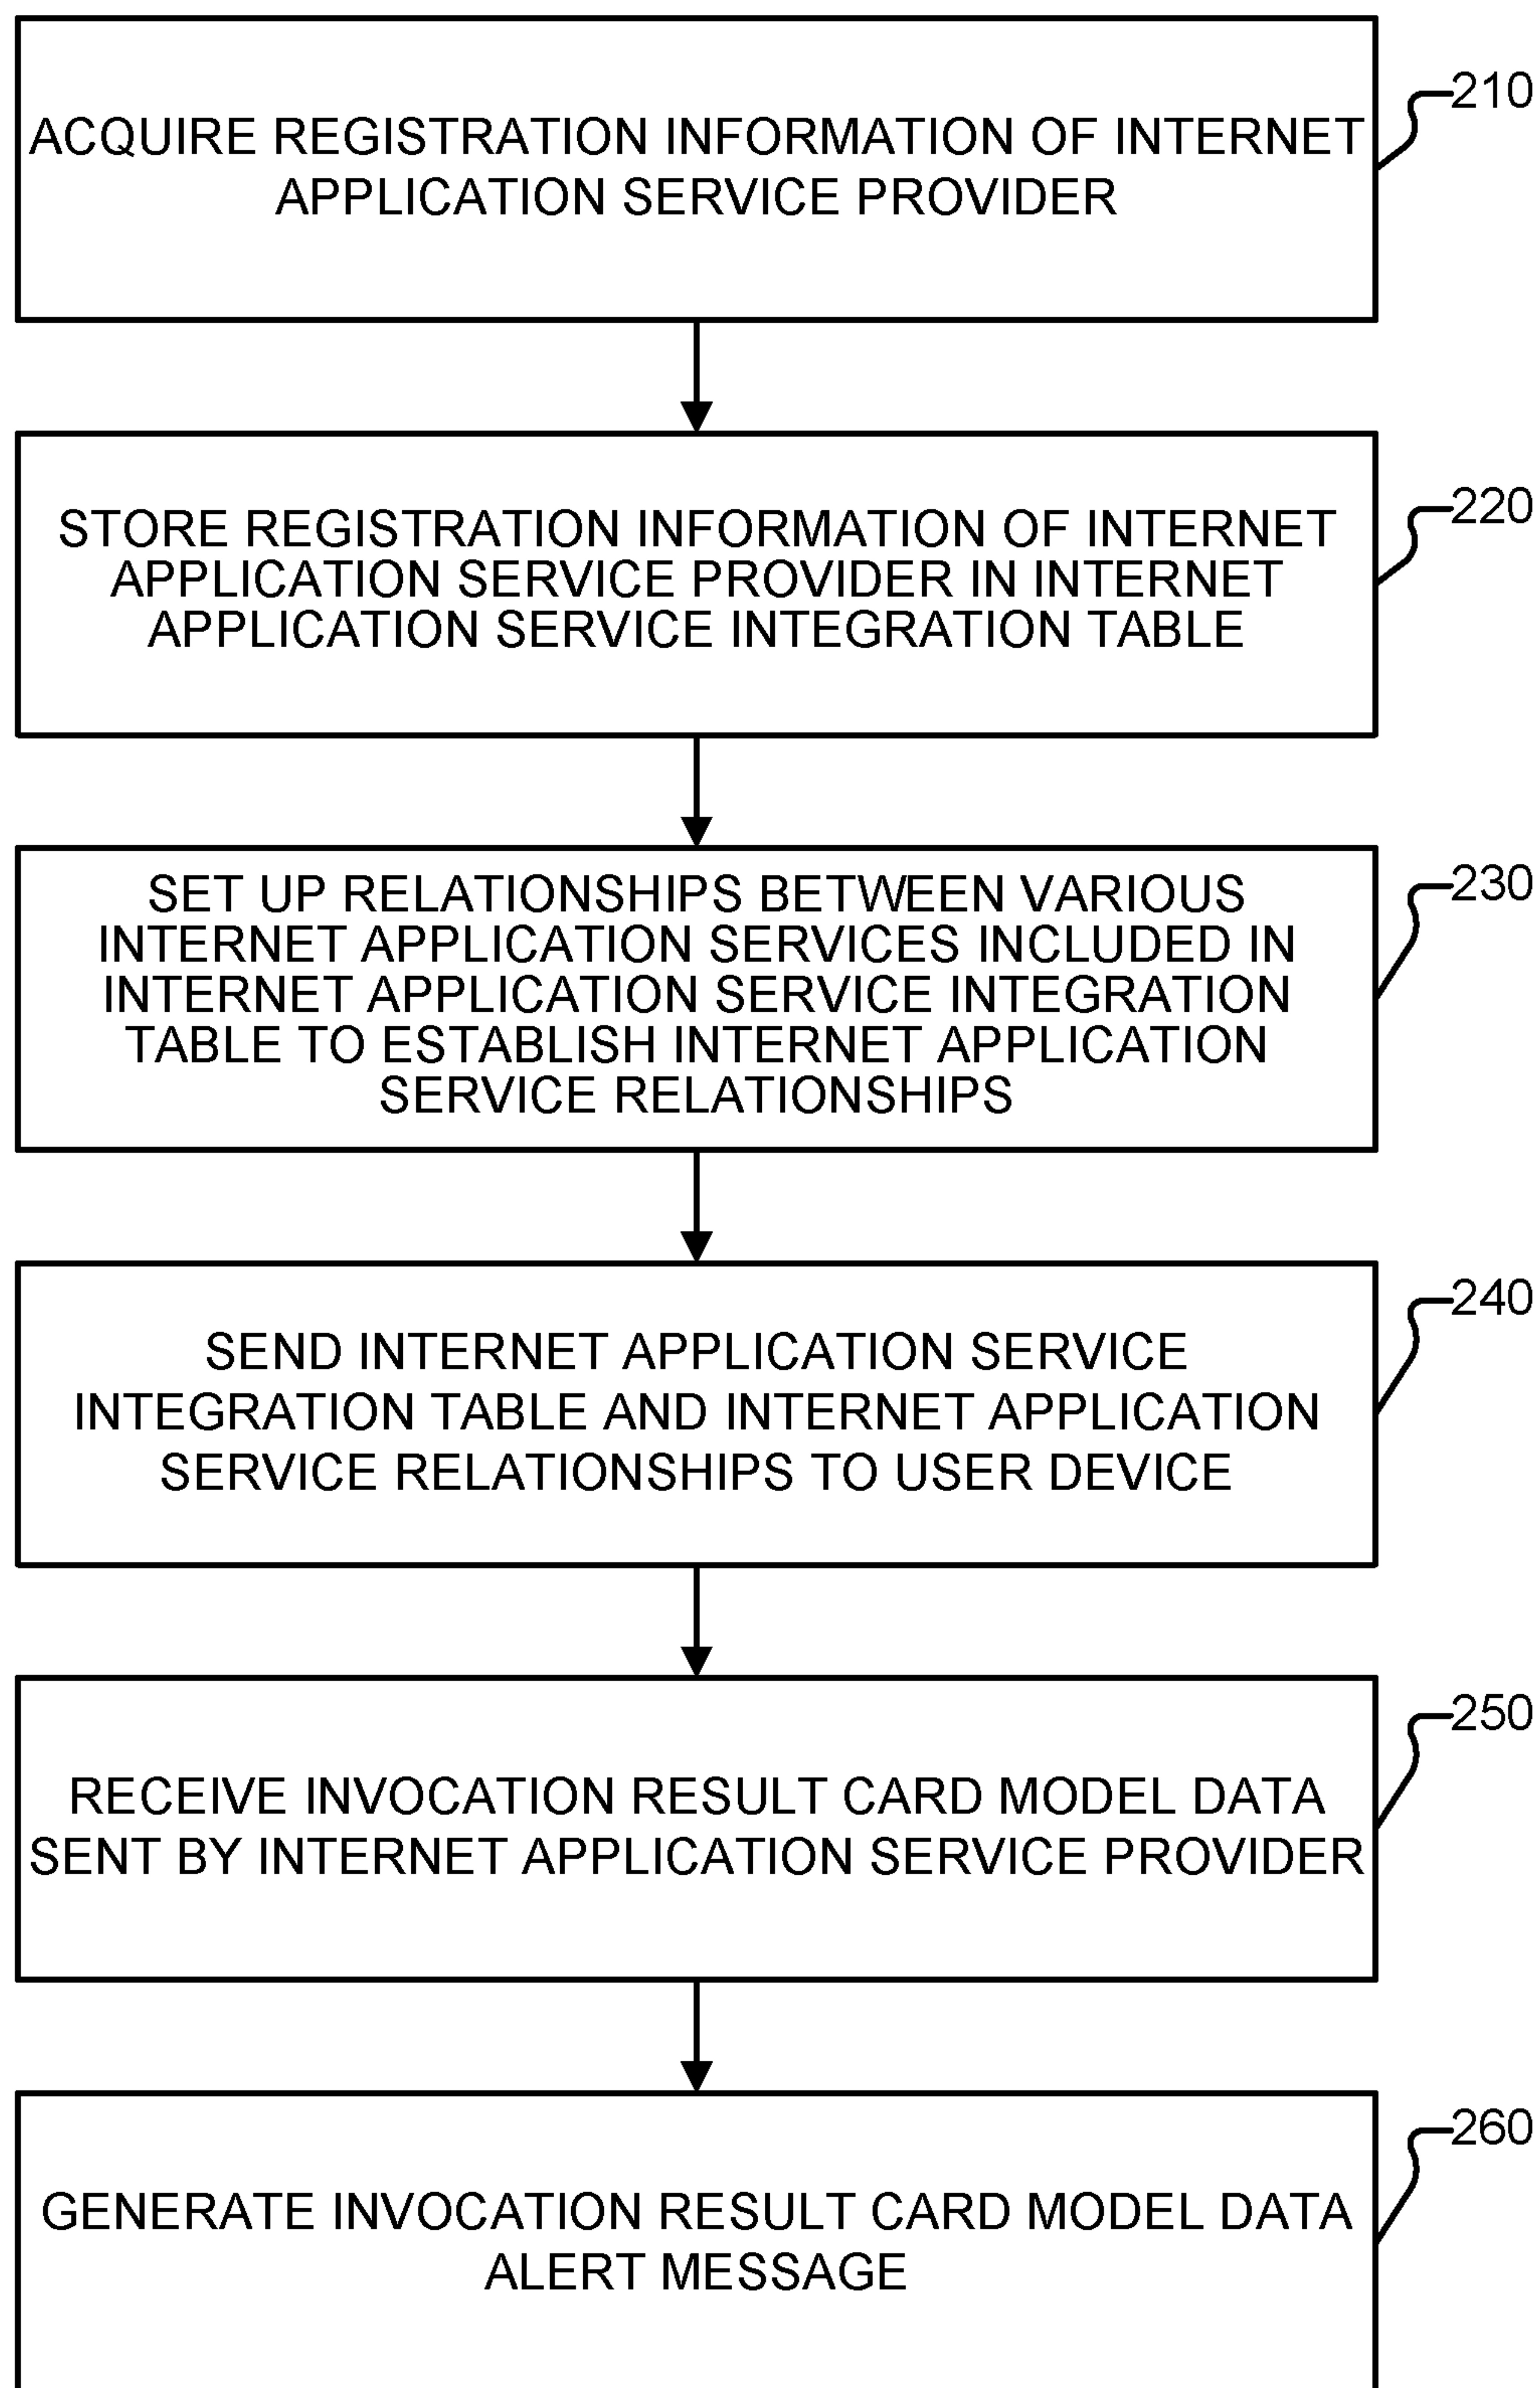 210
ACQUIRE REGISTRATION INFORMATION OF INTERNET
APPLICATION SERVICE PROVIDER
220
STORE REGISTRATION INFORMATION OF INTERNET
APPLICATION SERVICE PROVIDER IN INTERNET
APPLICATION SERVICE INTEGRATION TABLE
230
SET UP RELATIONSHIPS BETWEEN VARIOUS
INTERNET APPLICATION SERVICES INCLUDED IN
INTERNET APPLICATION SERVICE INTEGRATION
TABLE TO ESTABLISH INTERNET APPLICATION
SERVICE RELATIONSHIPS
240
SEND INTERNET APPLICATION SERVICE
INTEGRATION TABLE AND INTERNET APPLICATION
SERVICE RELATIONSHIPS TO USER DEVICE
250
RECEIVE INVOCATION RESULT CARD MODEL DATA
SENT BY INTERNET APPLICATION SERVICE PROVIDER
260
GENERATE INVOCATION RESULT CARD MODEL DATA
ALERT MESSAGE